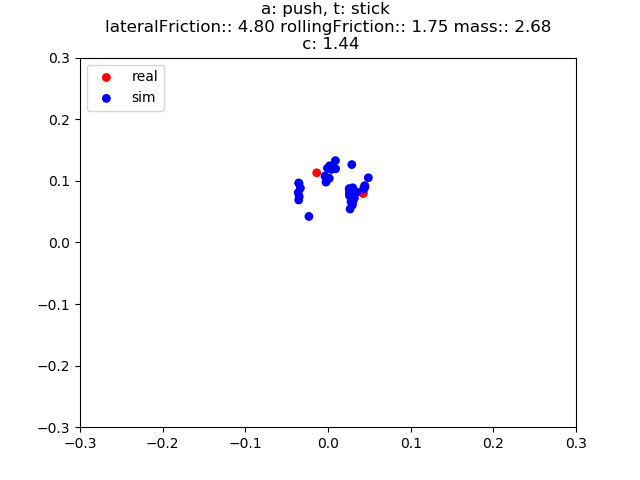 a: push, t: stick
lateralFriction:: 4.80 rollingFriction:: 1.75 mass:: 2.68
c: 1.44
real
sim
0.3
0.2
0.1
0.0
−0.1
−0.2
−0.3
−0.3 −0.2 −0.1 0.0 0.1 0.2 0.3